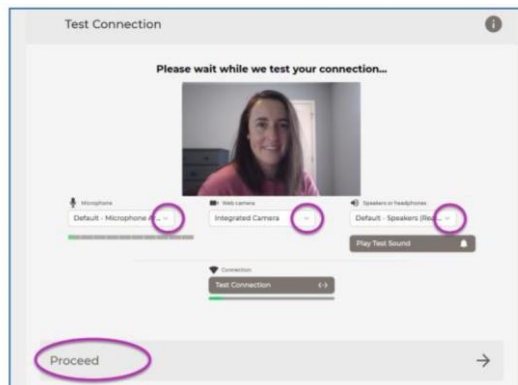 Test Connection
Please wait while we test your connection...
Microphone
Web camera
Speakers or headphones
Default - Microphone Ar...
Integrated Camera
Default - Speakers (Rea...
Play Test Sound
Connection
Test Connection
Proceed